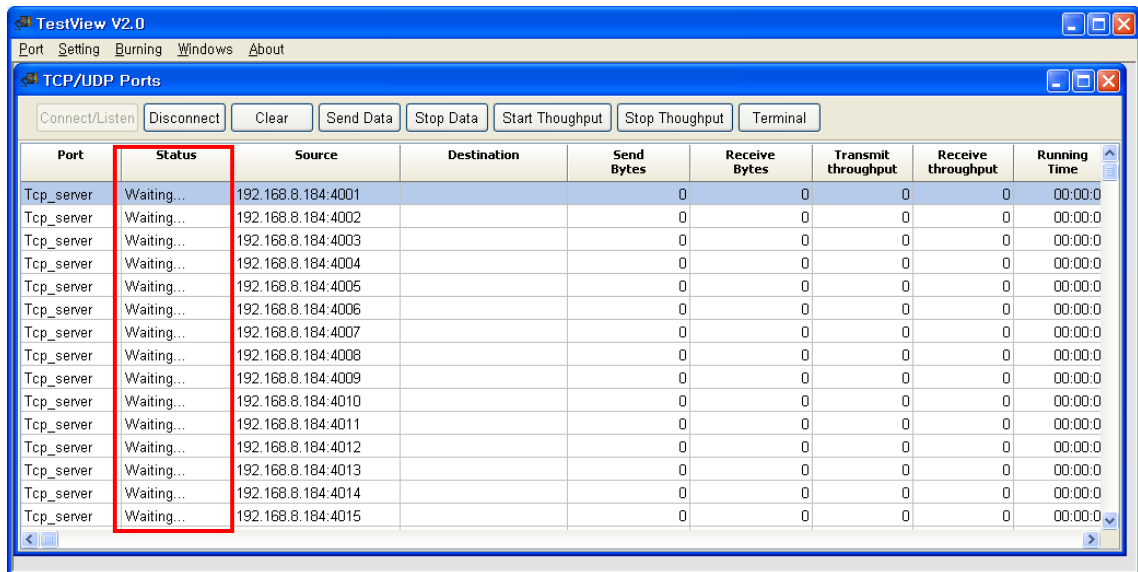 TestView V2.0
Port Setting Burning Windows About
TCP/UDP Ports
Connect/Listen Disconnect Clear Send Data Stop Data Start Thoughput Stop Thoughput Terminal
Port Status Source Destination Send Bytes Receive Bytes Transmit throughput Receive throughput Running Time
Tcp_server Waiting... 192.168.8.184:4001 0 0 0 0 00:00:0
Tcp_server Waiting... 192.168.8.184:4002 0 0 0 0 00:00:0
Tcp_server Waiting... 192.168.8.184:4003 0 0 0 0 00:00:0
Tcp_server Waiting... 192.168.8.184:4004 0 0 0 0 00:00:0
Tcp_server Waiting... 192.168.8.184:4005 0 0 0 0 00:00:0
Tcp_server Waiting... 192.168.8.184:4006 0 0 0 0 00:00:0
Tcp_server Waiting... 192.168.8.184:4007 0 0 0 0 00:00:0
Tcp_server Waiting... 192.168.8.184:4008 0 0 0 0 00:00:0
Tcp_server Waiting... 192.168.8.184:4009 0 0 0 0 00:00:0
Tcp_server Waiting... 192.168.8.184:4010 0 0 0 0 00:00:0
Tcp_server Waiting... 192.168.8.184:4011 0 0 0 0 00:00:0
Tcp_server Waiting... 192.168.8.184:4012 0 0 0 0 00:00:0
Tcp_server Waiting... 192.168.8.184:4013 0 0 0 0 00:00:0
Tcp_server Waiting... 192.168.8.184:4014 0 0 0 0 00:00:0
Tcp_server Waiting... 192.168.8.184:4015 0 0 0 0 00:00:0